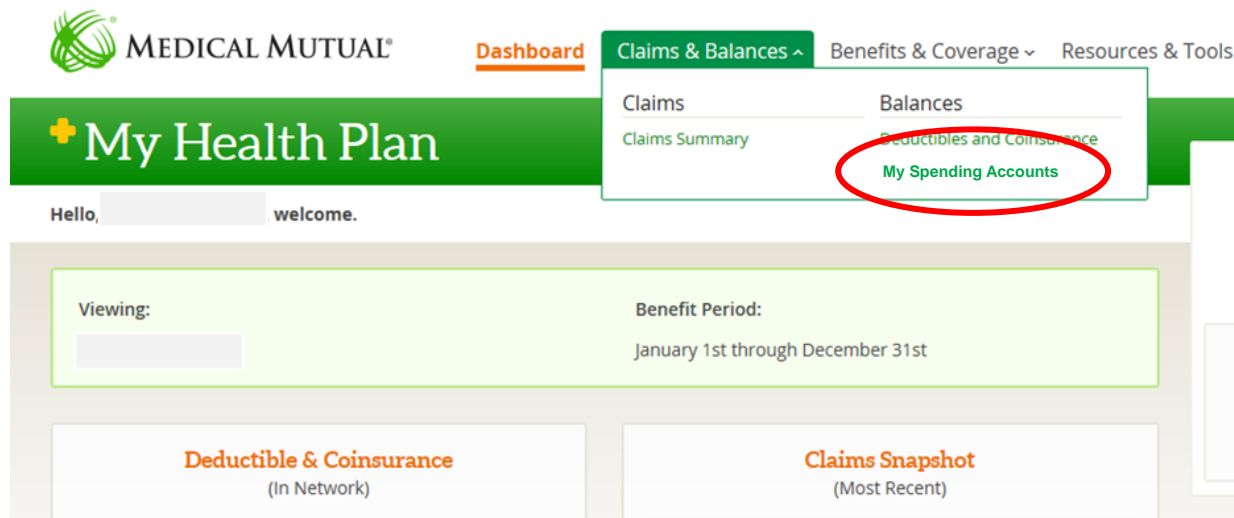 MEDICAL MUTUAL®
Dashboard Claims & Balances Benefits & Coverage Resources & Tools
Claims Balances
Claims Summary Deductibles and Coinsurance
My Spending Accounts
My Health Plan
Hello, welcome.
Viewing: Benefit Period:
January 1st through December 31st
Deductible & Coinsurance Claims Snapshot
(In Network) (Most Recent)